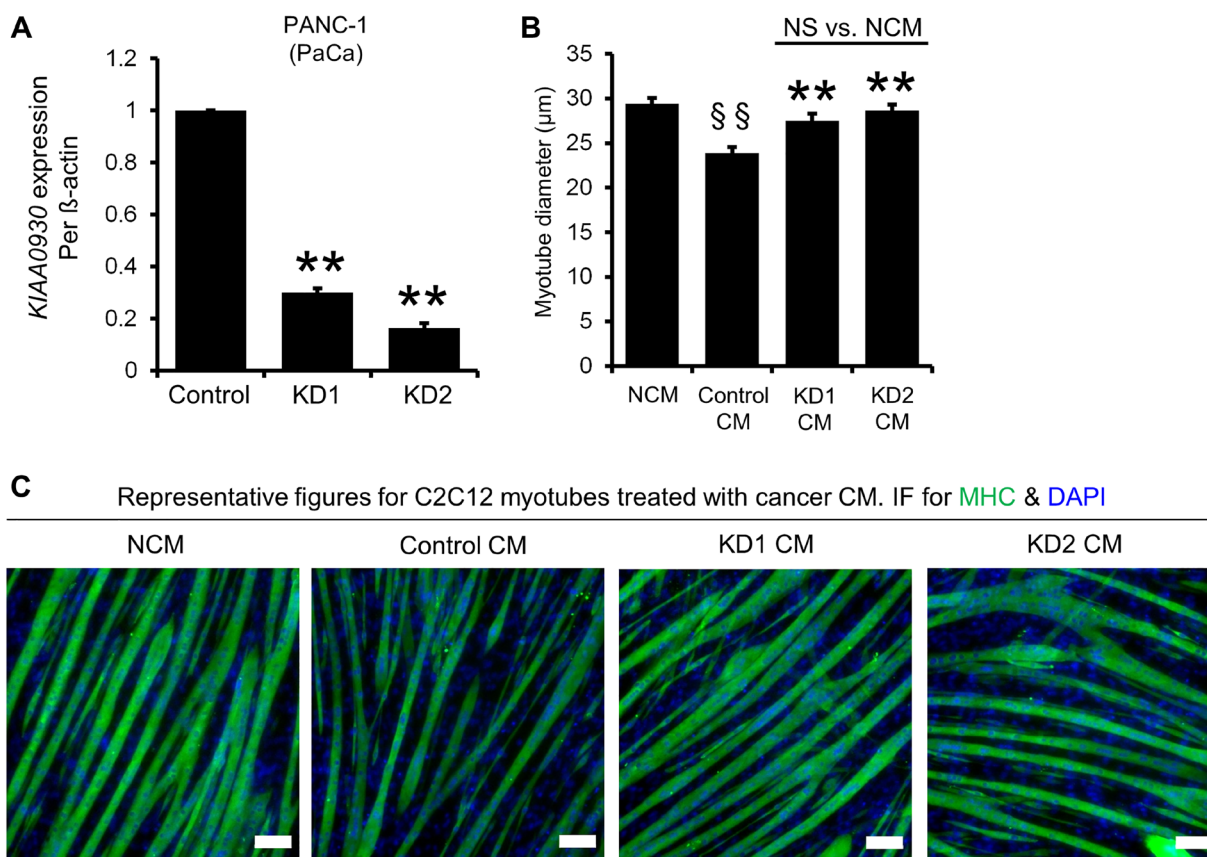 A
PANC-1
(PaCa)
KIAA0930 expression
Per ß-actin
1.2
1
0.8
0.6
0.4
0.2
0
**
**
Control
KD1
KD2
B
NS vs. NCM
Myotube diameter (µm)
35
30
25
20
15
10
5
0
§§
**
**
NCM
Control
CM
KD1
CM
KD2
CM
C
Representative figures for C2C12 myotubes treated with cancer CM. IF for MHC & DAPI
NCM
Control CM
KD1 CM
KD2 CM